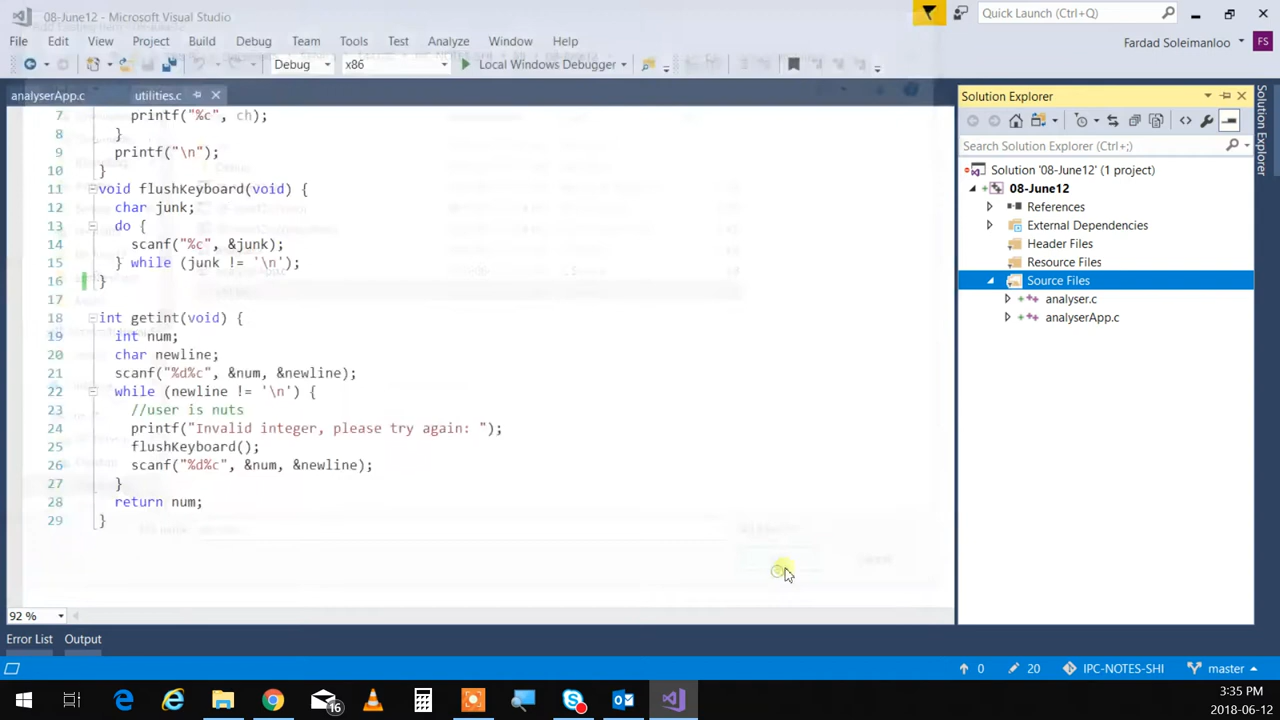 08-June12 - Microsoft Visual Studio
Quick Launch (Ctrl+Q)
File Edit View Project Build Debug Team Tools Test Analyze Window Help
Fardad Soleimanloo FS
Debug x86 Local Windows Debugger
analyserApp.c utilities.c
Solution Explorer
Solution Explorer
Search Solution Explorer (Ctrl+;)
Solution '08-June12' (1 project)
08-June12
References
External Dependencies
Header Files
Resource Files
Source Files
analyser.c
analyserApp.c
7 printf("%c", ch);
8 }
9 printf("\n");
10 }
11 void flushKeyboard(void) {
12 char junk;
13 do {
14 scanf("%c", &junk);
15 } while (junk != '\n');
16 }
17
18 int getint(void) {
19 int num;
20 char newline;
21 scanf("%d%c", &num, &newline);
22 while (newline != '\n') {
23 //user is nuts
24 printf("Invalid integer, please try again: ");
25 flushKeyboard();
26 scanf("%d%c", &num, &newline);
27 }
28 return num;
29 }
92 %
Error List Output
0 20 IPC-NOTES-SHI master
16
3:35 PM
2018-06-12